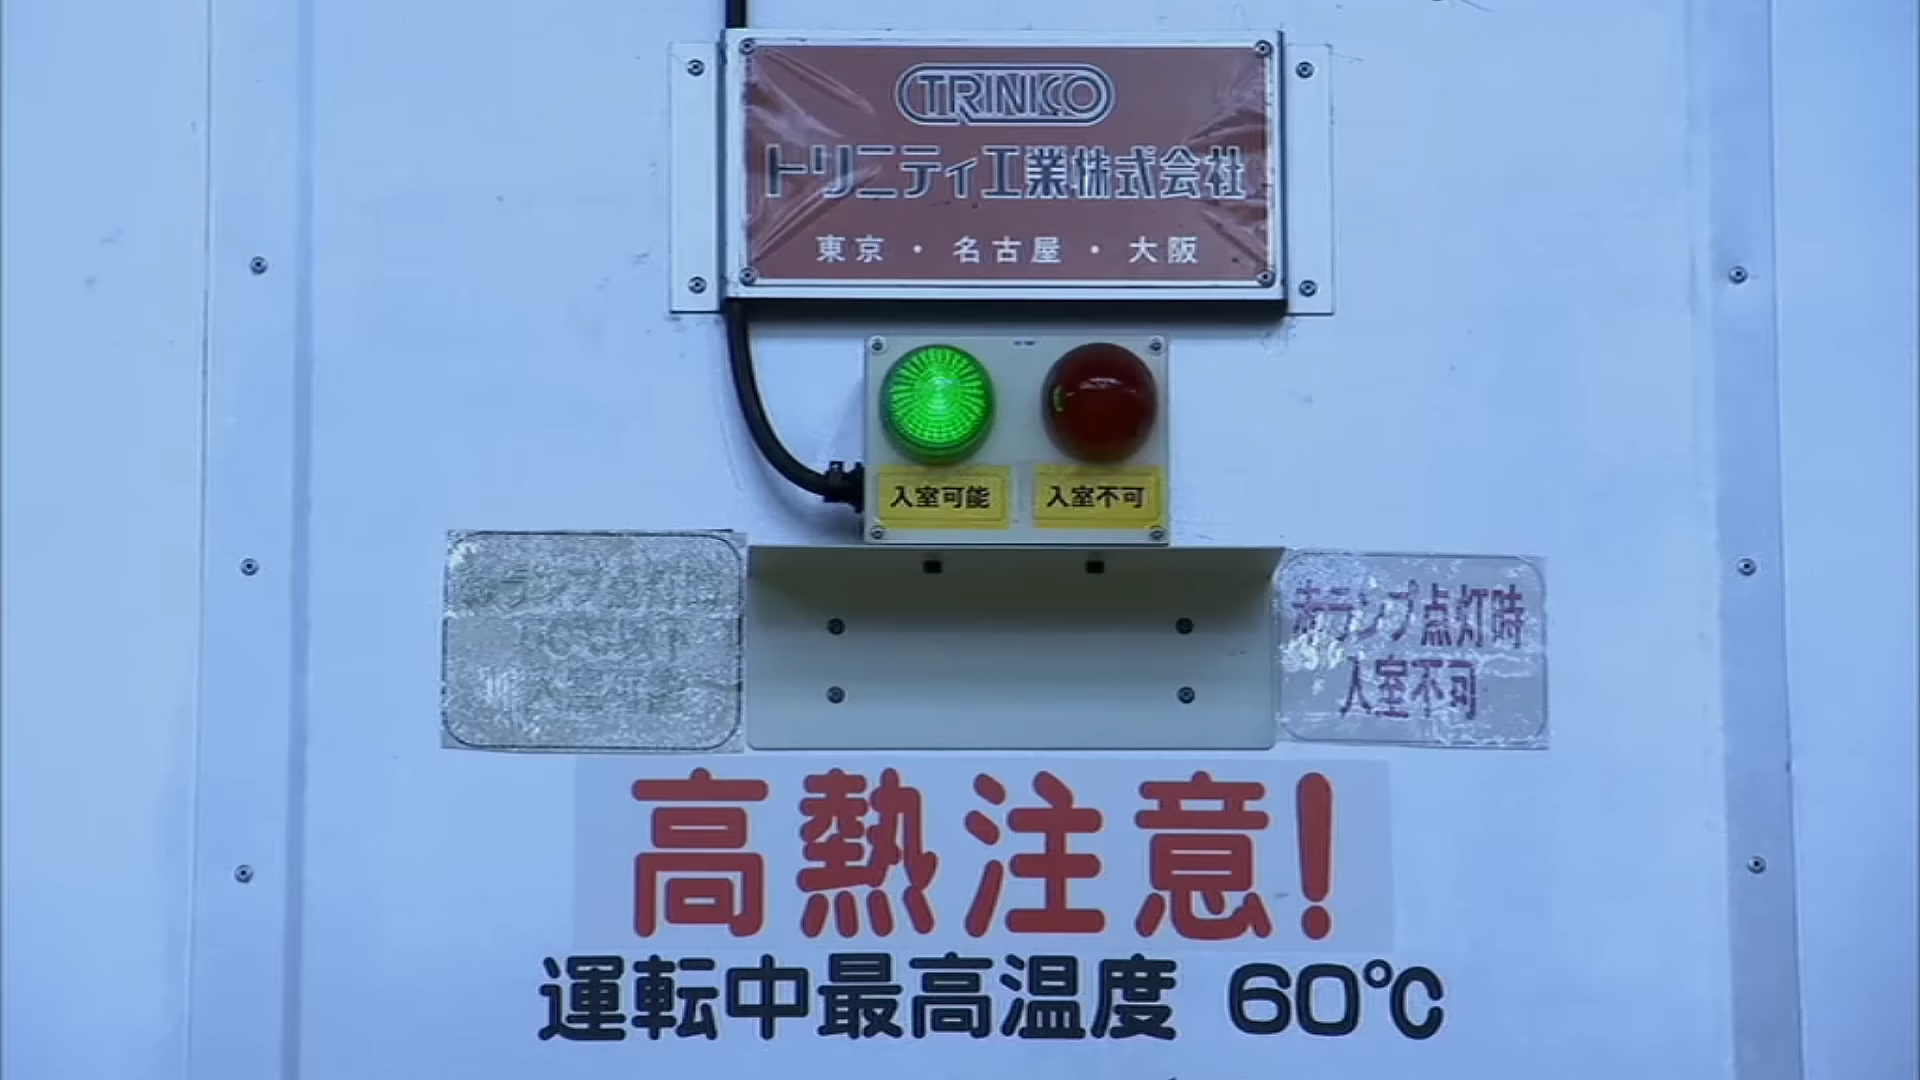 TRINCO
トリニティ工業株式会社
東京・名古屋・大阪
入室可能
入室不可
赤ランプ点灯時
入室不可
高熱注意!
運転中最高温度 60℃